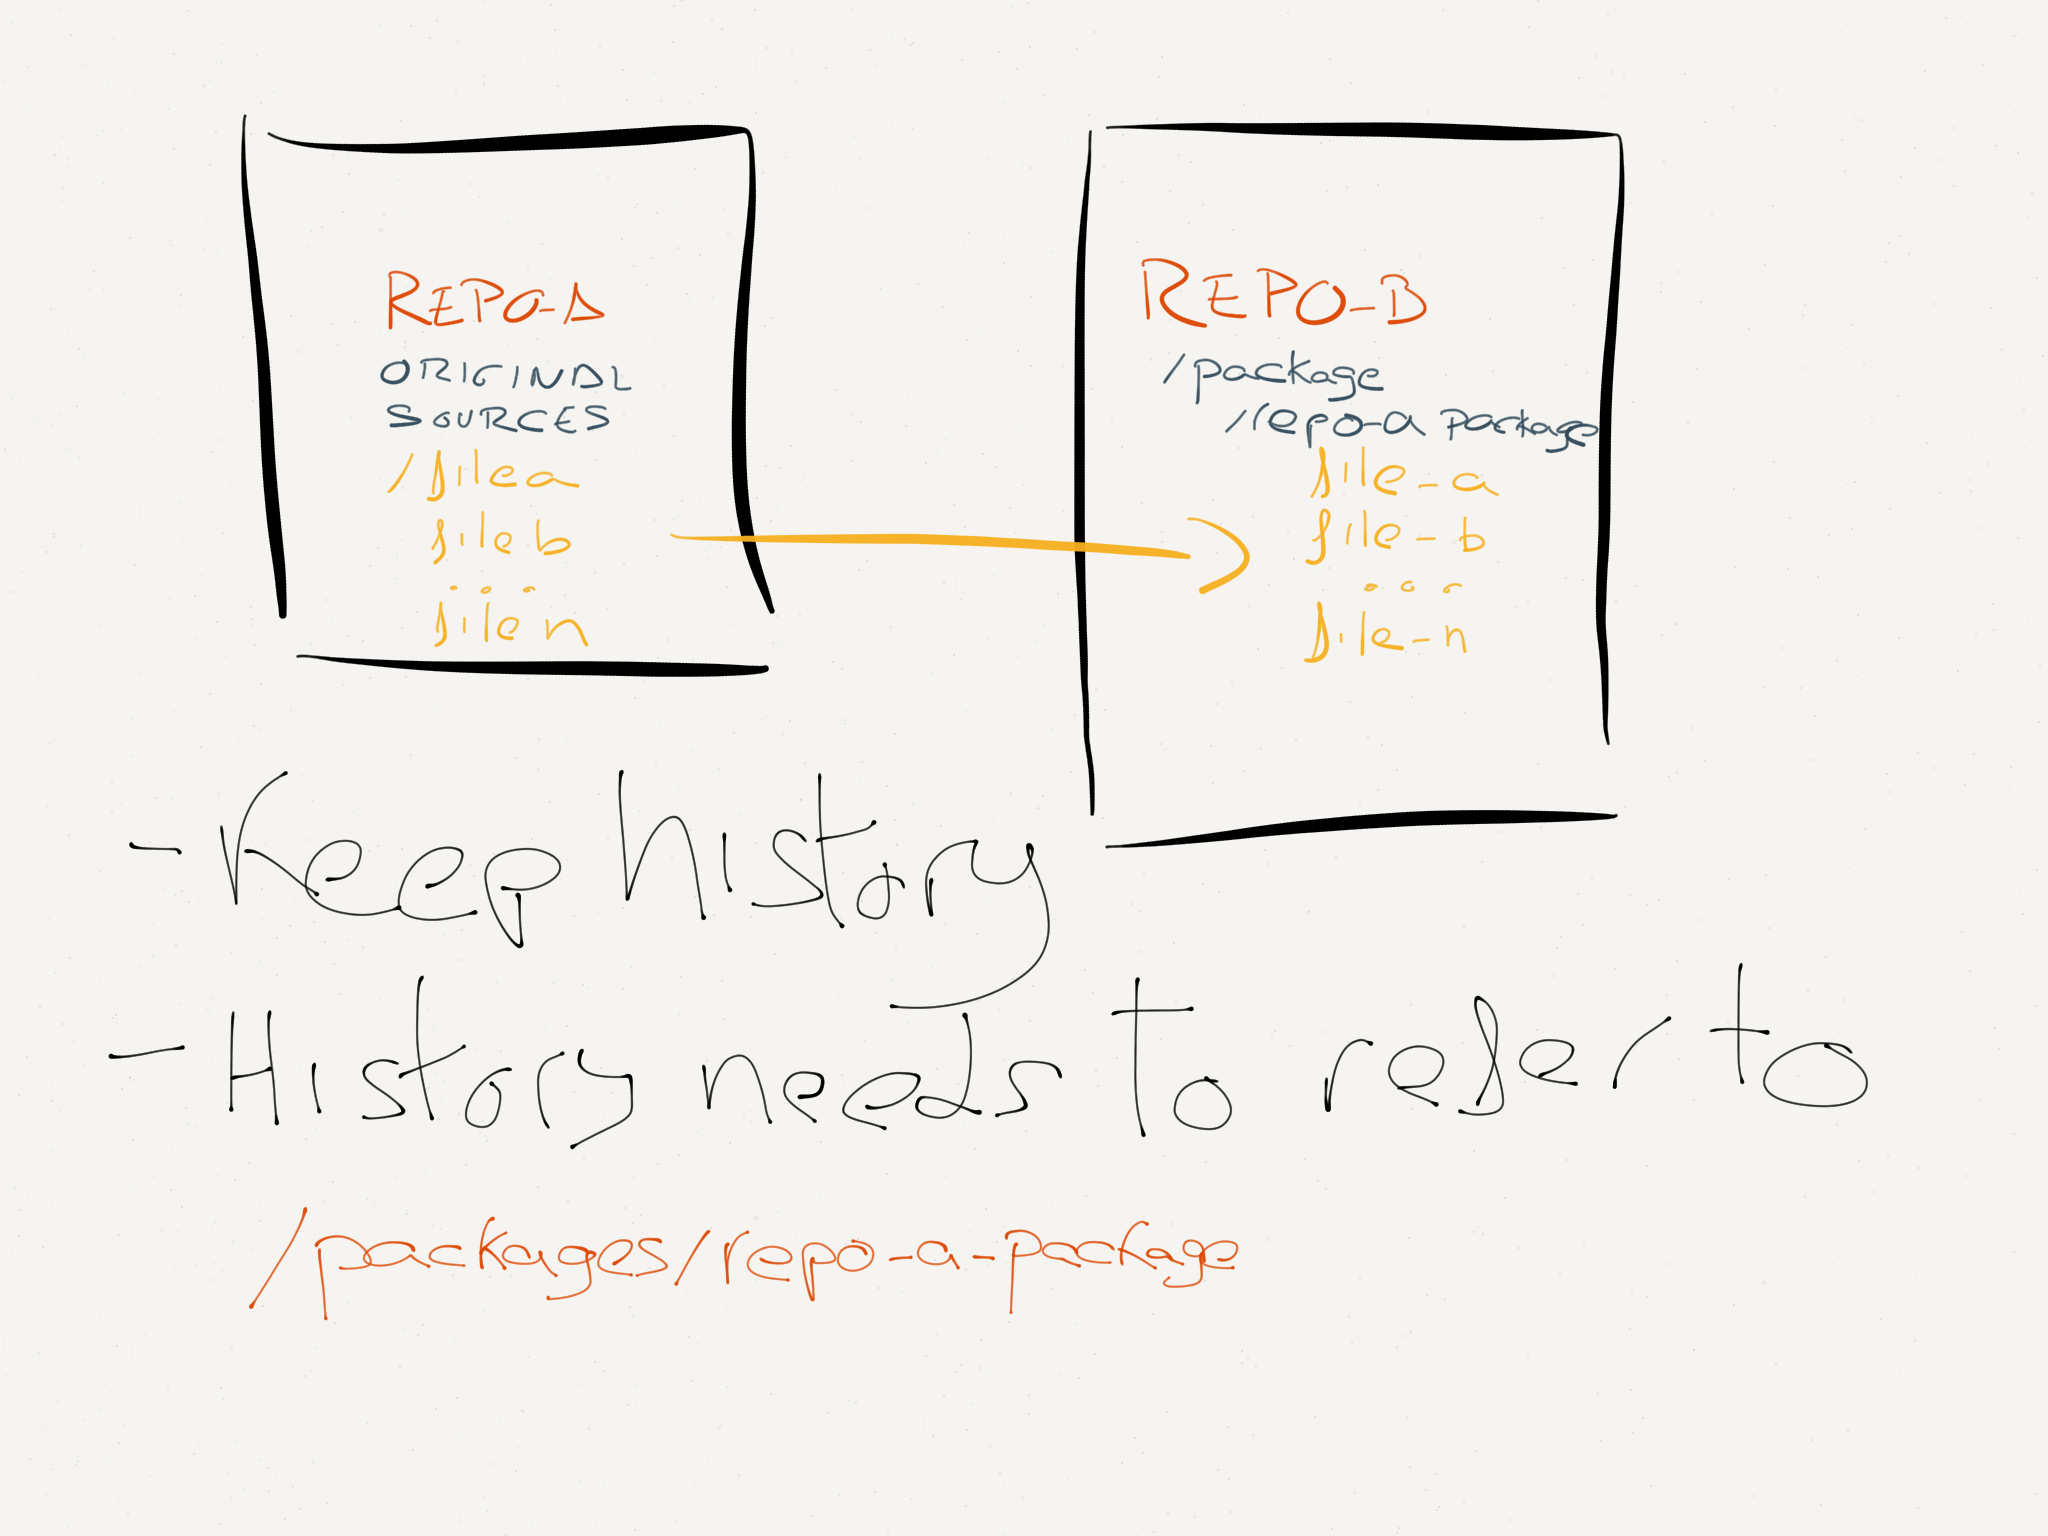 REPO-A
ORIGINAL
SOURCES
/filea
fileb
...
filen
REPO-B
/package
/repo-a package
file-a
file-b
...
file-n
- Keep history
- History needs to refer to
/packages/repo-a-package